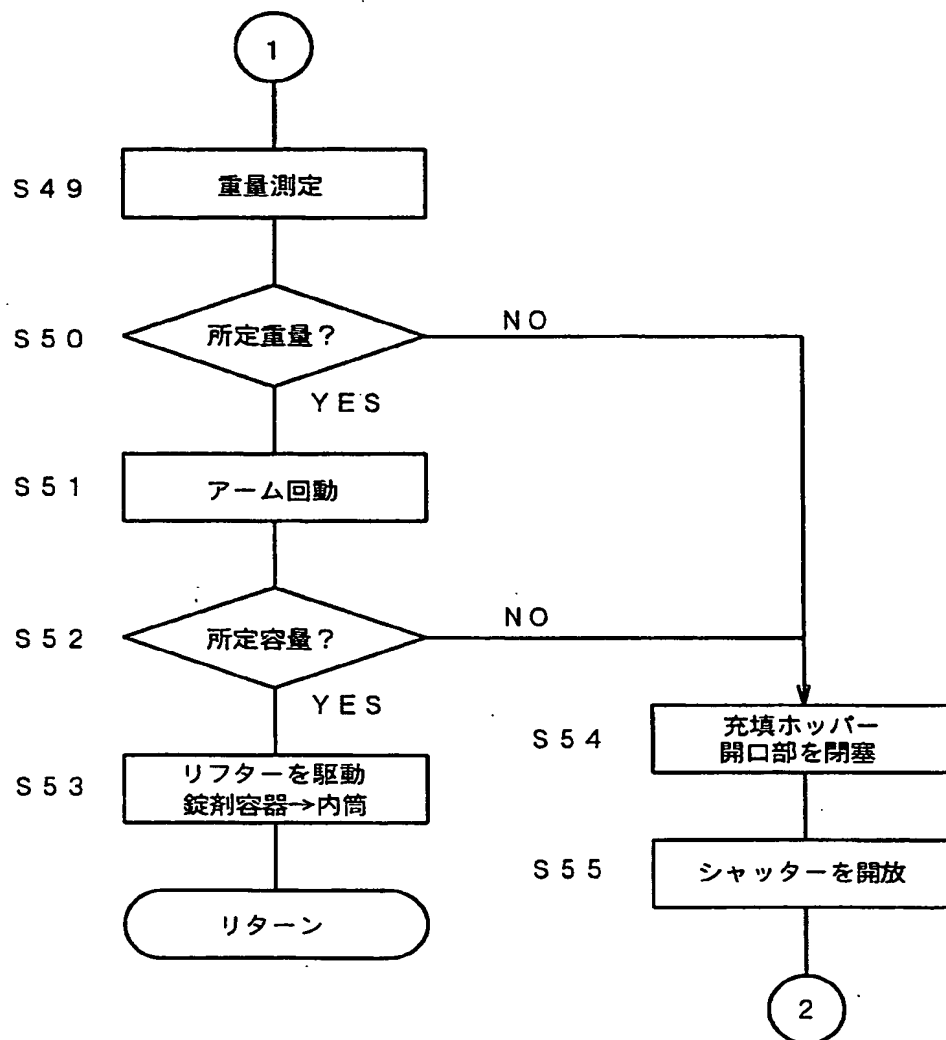 1
S49
重量測定
S50
所定重量?
NO
YES
S51
アーム回動
S52
所定容量?
NO
YES
S53
リフターを駆動
錠剤容器→内筒
リターン
S54
充填ホッパー
開口部を閉塞
S55
シャッターを開放
2